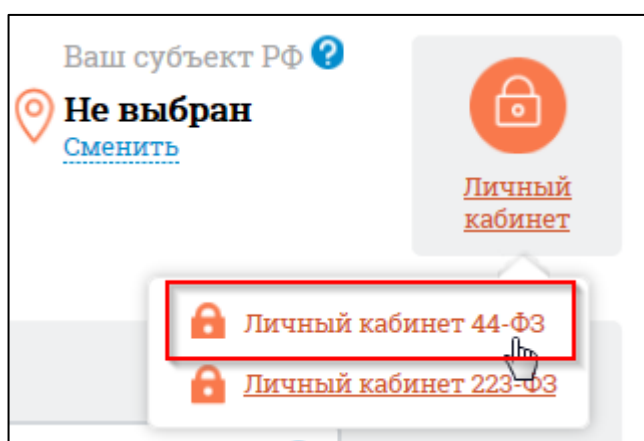 Ваш субъект РФ ?
Не выбран
Сменить
Личный
кабинет
Личный кабинет 44-ФЗ
Личный кабинет 223-ФЗ